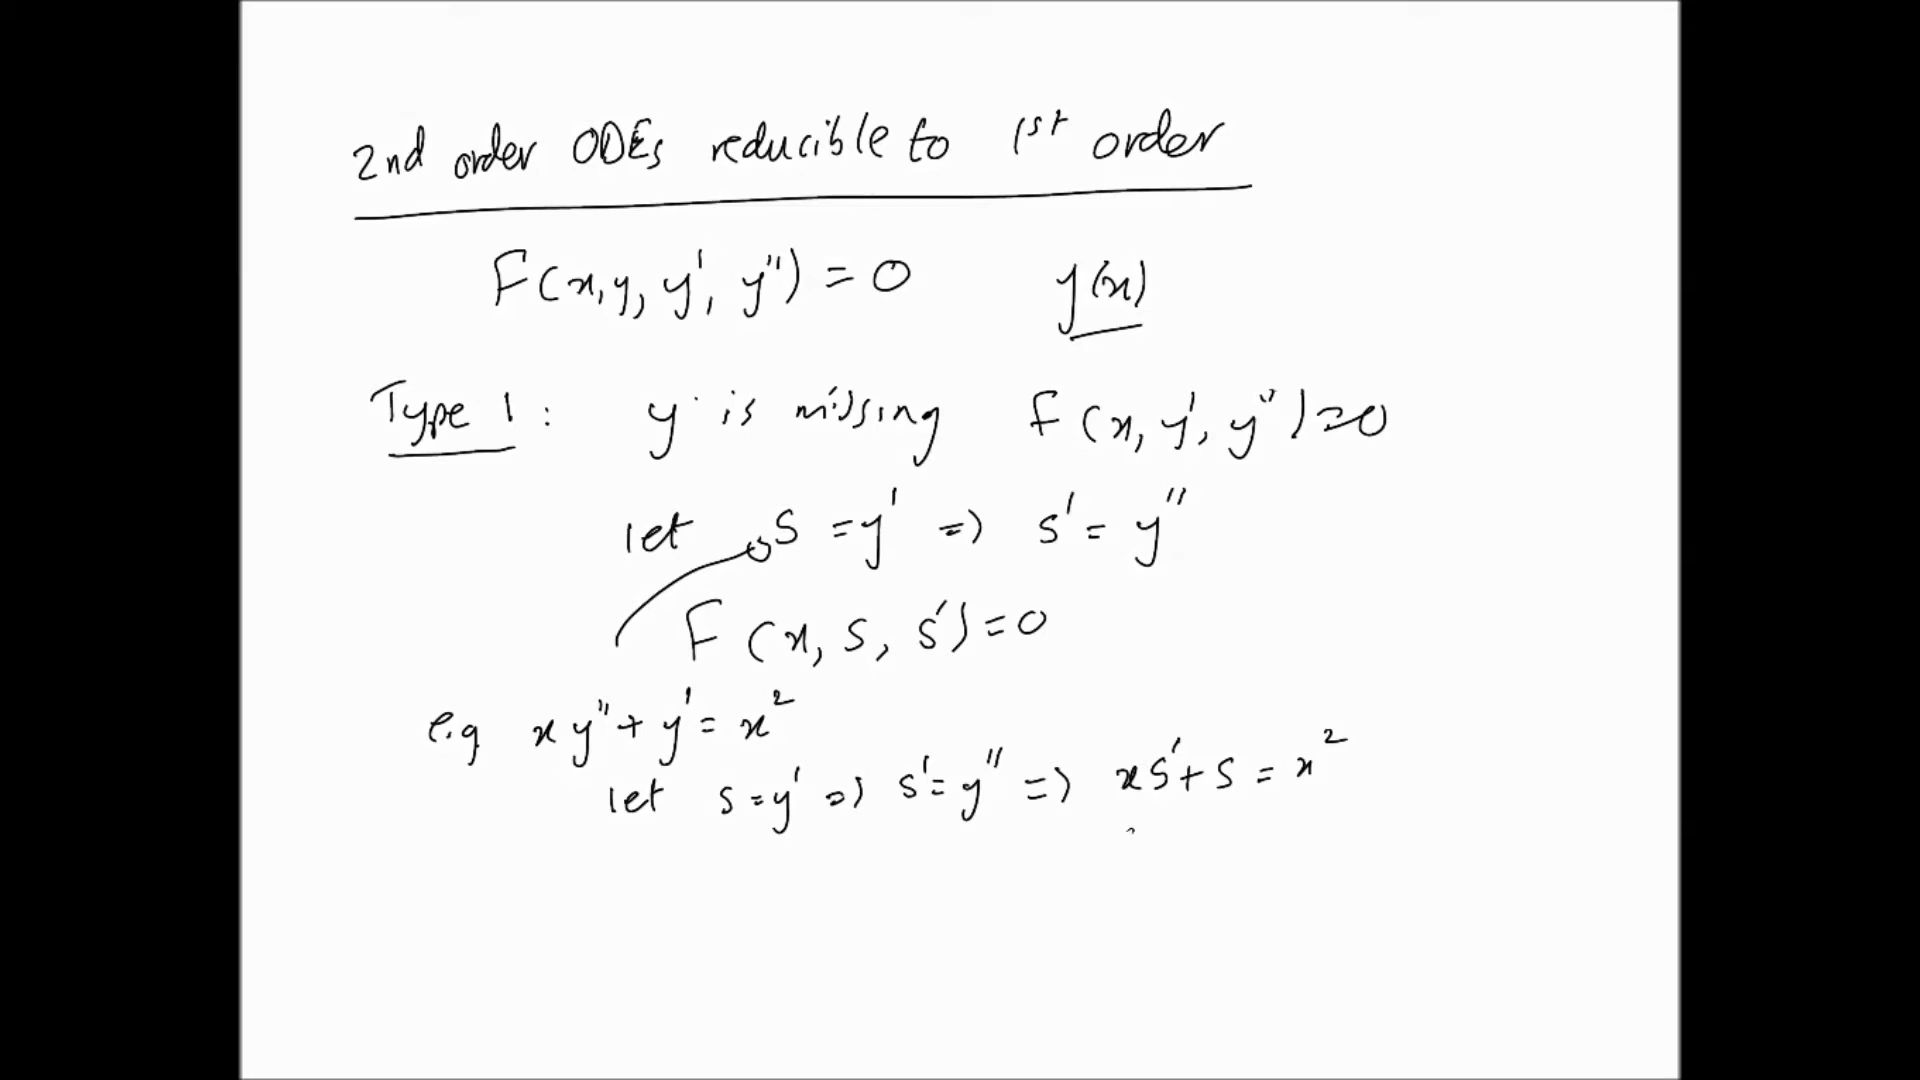 2nd order ODEs reducible to 1st order
F(x, y, y', y'') = 0 y(x)
Type 1: y is missing F(x, y', y'') = 0
let s = y' => s' = y''
F(x, s, s') = 0
e.g xy'' + y' = x²
let s = y' => s' = y'' => xs' + s = x²